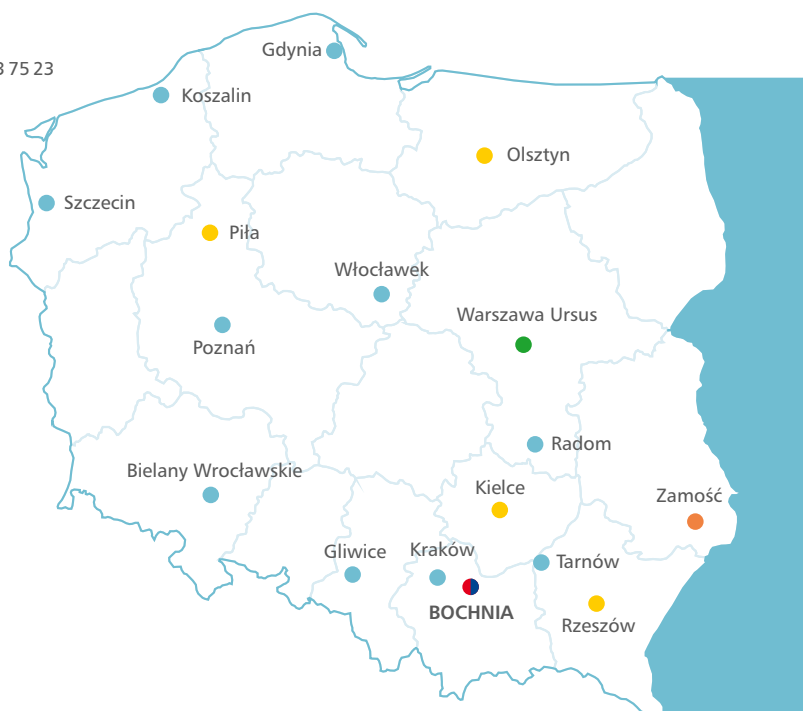 Gdynia
75 23
Koszalin
Olsztyn
Szczecin
Piła
Włocławek
Warszawa Ursus
Poznań
Radom
Bielany Wrocławskie
Kielce
Zamość
Gliwice
Kraków
Tarnów
BOCHNIA
Rzeszów